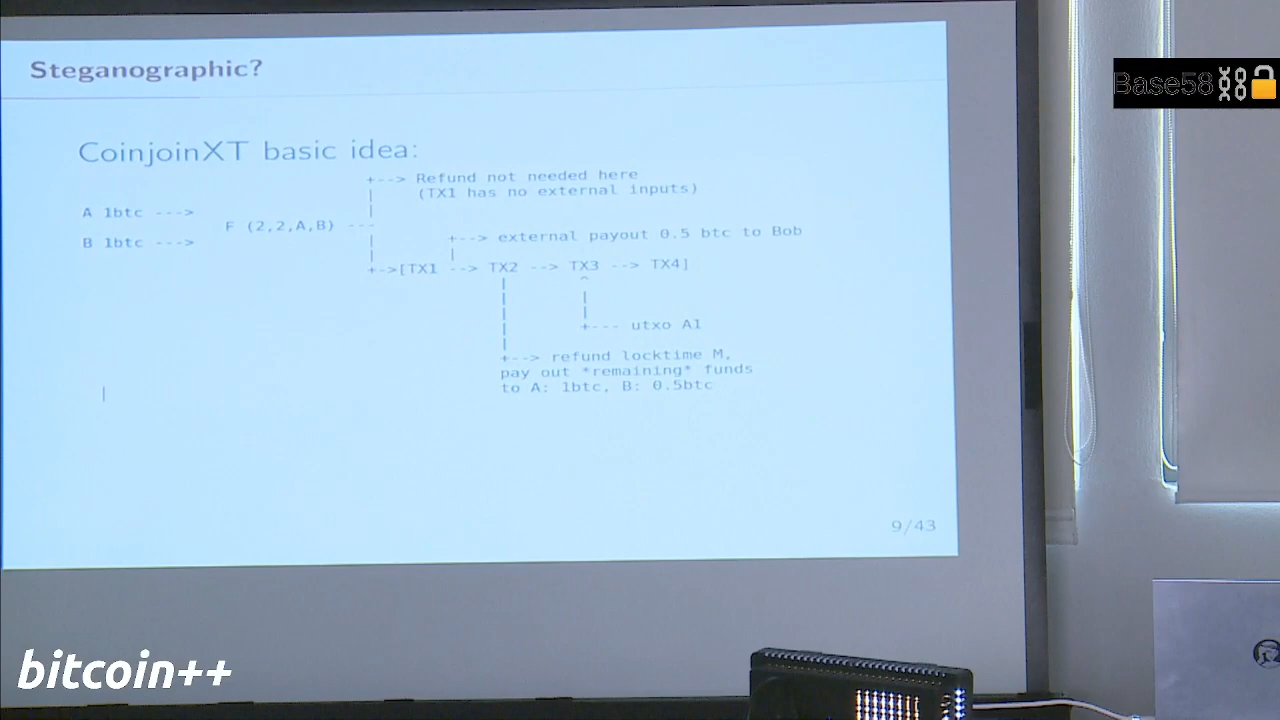 Steganographic?
CoinjoinXT basic idea:
+--> Refund not needed here
(TX1 has no external inputs)
A 1btc --->
F (2,2,A,B) ---
B 1btc --->
+--> external payout 0.5 btc to Bob
+->[TX1 --> TX2 --> TX3 --> TX4]
^
+--- utxo A1
+--> refund locktime M,
pay out *remaining* funds
to A: 1btc, B: 0.5btc
9/43
Base58
bitcoin++